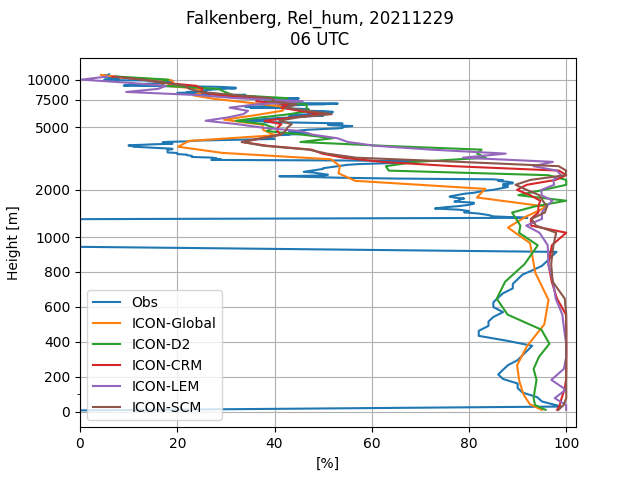 Falkenberg, Rel_hum, 20211229
06 UTC
10000
7500
5000
2000
1000
800
600
400
200
0
Height [m]
Obs
ICON-Global
ICON-D2
ICON-CRM
ICON-LEM
ICON-SCM
0 20 40 60 80 100
[%]